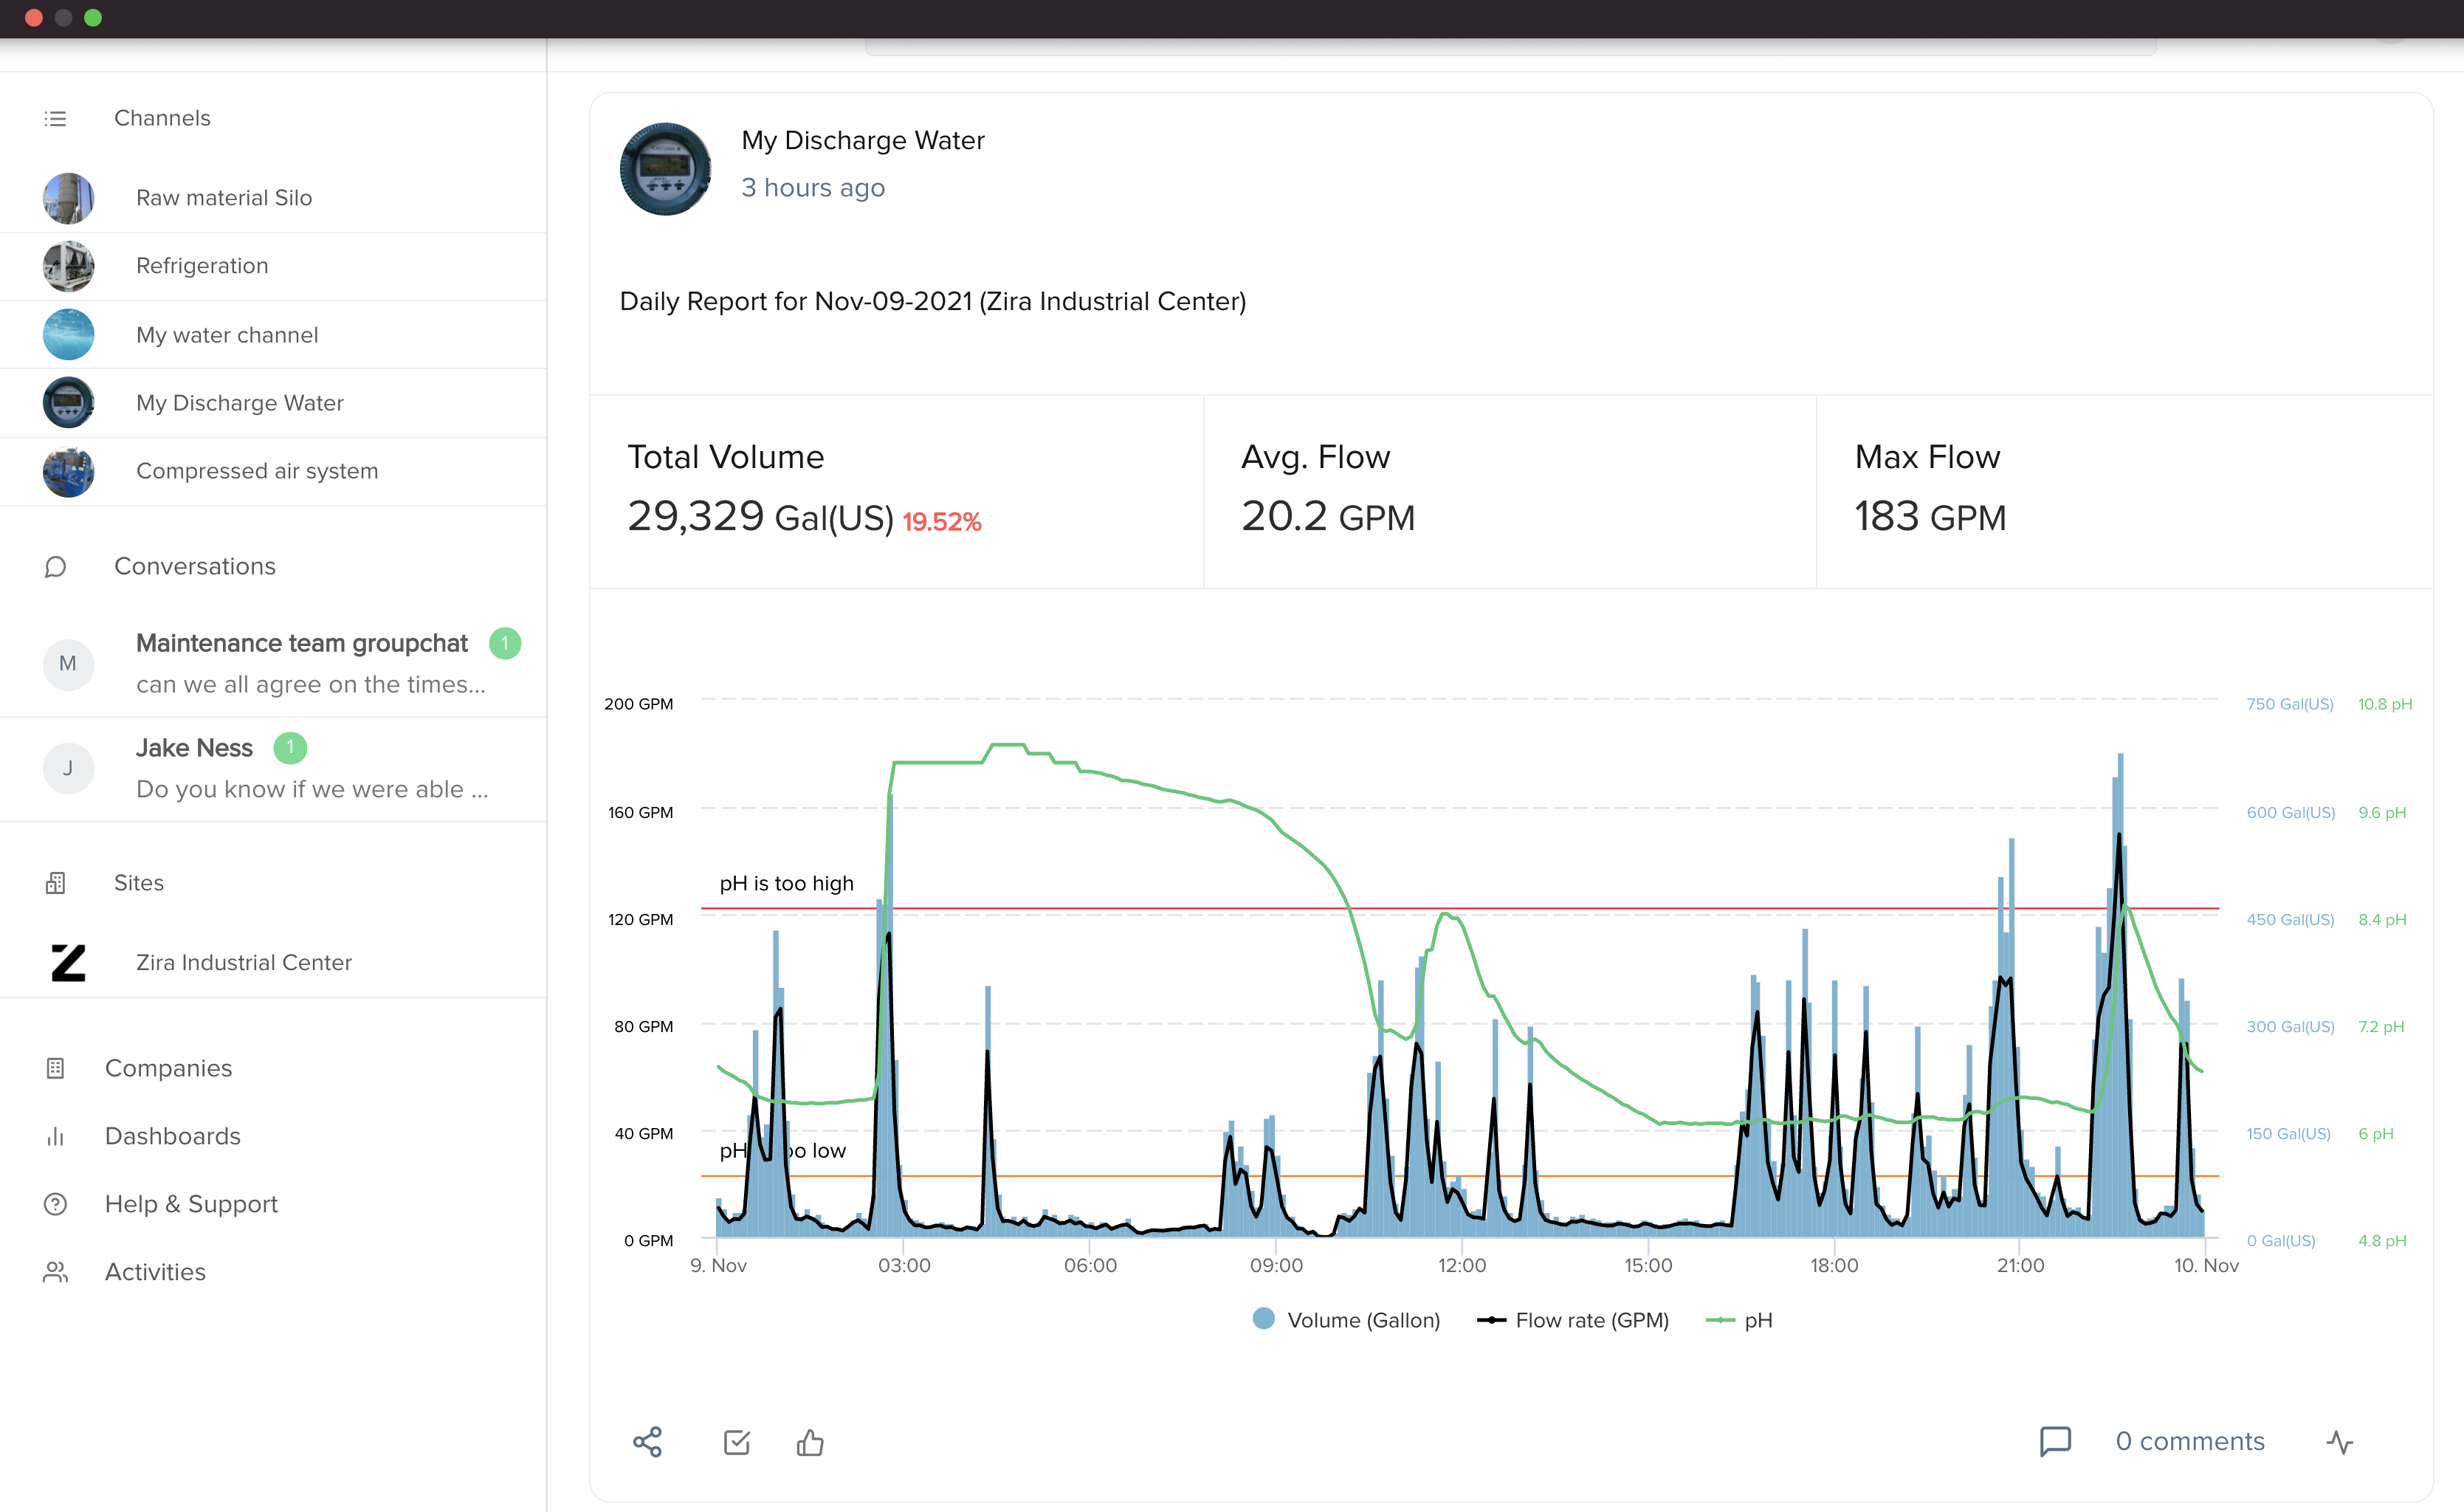 Channels
Raw material Silo
Refrigeration
My water channel
My Discharge Water
Compressed air system
Conversations
M
Maintenance team groupchat 1
can we all agree on the times...
J
Jake Ness 1
Do you know if we were able ...
Sites
Zira Industrial Center
Companies
Dashboards
Help & Support
Activities
My Discharge Water
3 hours ago
Daily Report for Nov-09-2021 (Zira Industrial Center)
Total Volume
29,329 Gal(US) 19.52%
Avg. Flow
20.2 GPM
Max Flow
183 GPM
200 GPM
160 GPM
120 GPM
80 GPM
40 GPM
0 GPM
pH is too high
pH too low
750 Gal(US) 10.8 pH
600 Gal(US) 9.6 pH
450 Gal(US) 8.4 pH
300 Gal(US) 7.2 pH
150 Gal(US) 6 pH
0 Gal(US) 4.8 pH
9. Nov 03:00 06:00 09:00 12:00 15:00 18:00 21:00 10. Nov
Volume (Gallon) Flow rate (GPM) pH
0 comments